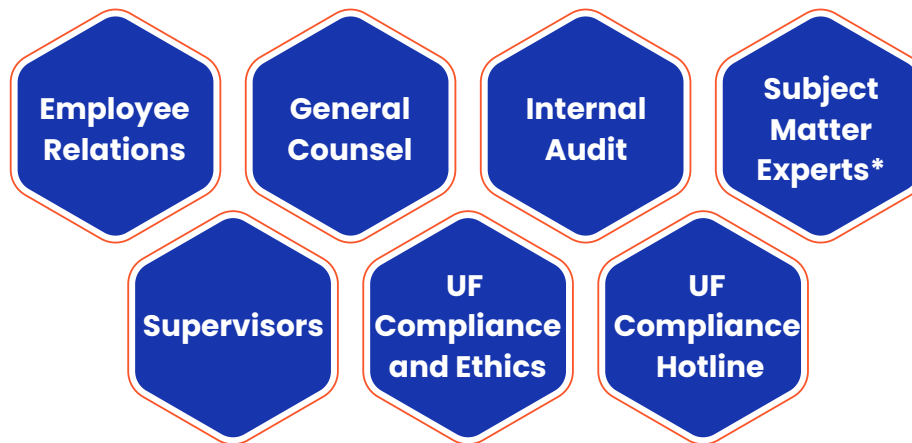 Employee
Relations
General
Counsel
Internal
Audit
Subject
Matter
Experts*
Supervisors
UF
Compliance
and Ethics
UF
Compliance
Hotline